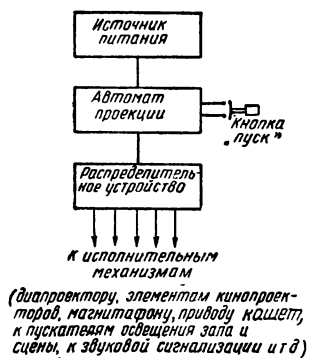 Источник
питания
Автомат
проекции
Кнопка
„пуск”
Распределитель-
ное устройство
К исполнительным
механизмам
(диапроектору, элементам кинопроек-
торов, магнитафону, приводу кашет,
к пускателям освещения зала и
сцены, к звуковой сигнализации и т д)